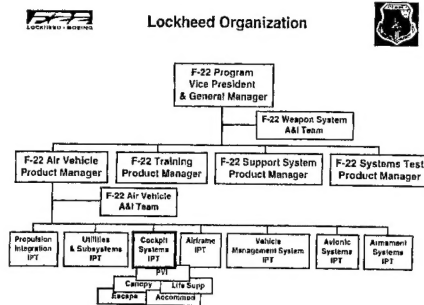 F-22
LOCKHEED - BOEING
Lockheed Organization
F-22 Program
Vice President
& General Manager
F-22 Weapon System
A&I Team
F-22 Air Vehicle
Product Manager
F-22 Training
Product Manager
F-22 Support System
Product Manager
F-22 Systems Test
Product Manager
F-22 Air Vehicle
A&I Team
Propulsion
Integration
IPT
Utilities
& Subsystems
IPT
Cockpit
Systems
IPT
Airframe
IPT
Vehicle
Management System
IPT
Avionic
Systems
IPT
Armament
Systems
IPT
PVI
Canopy
Life Supp
Escape
Accommod